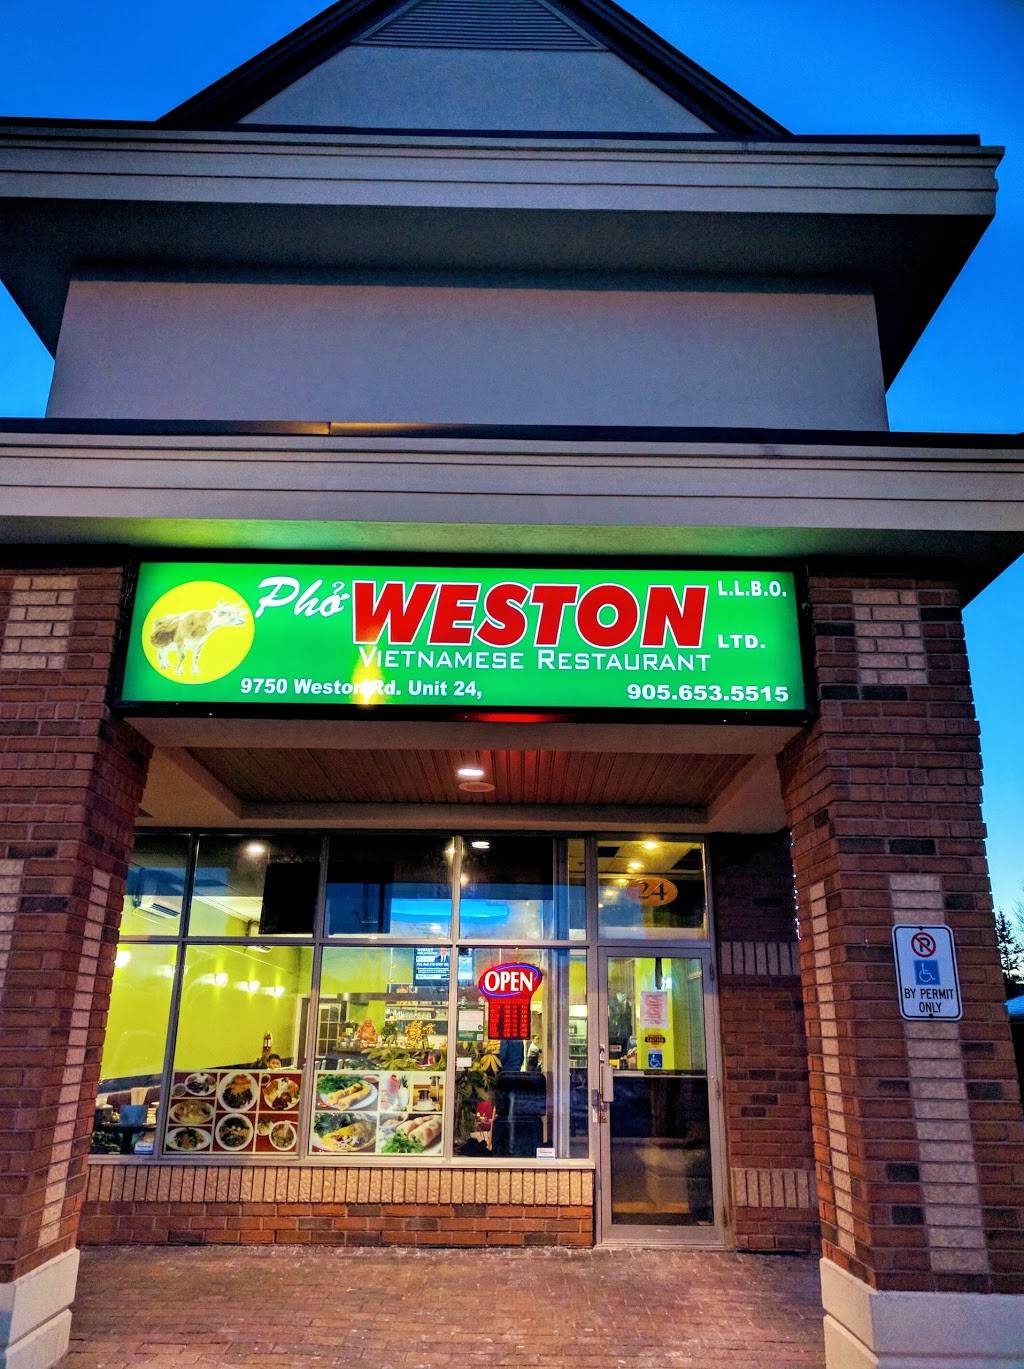 Phở WESTON
L.L.B.O.
LTD.
VIETNAMESE RESTAURANT
9750 Weston Rd. Unit 24,
905.653.5515
24
OPEN
P
BY PERMIT
ONLY